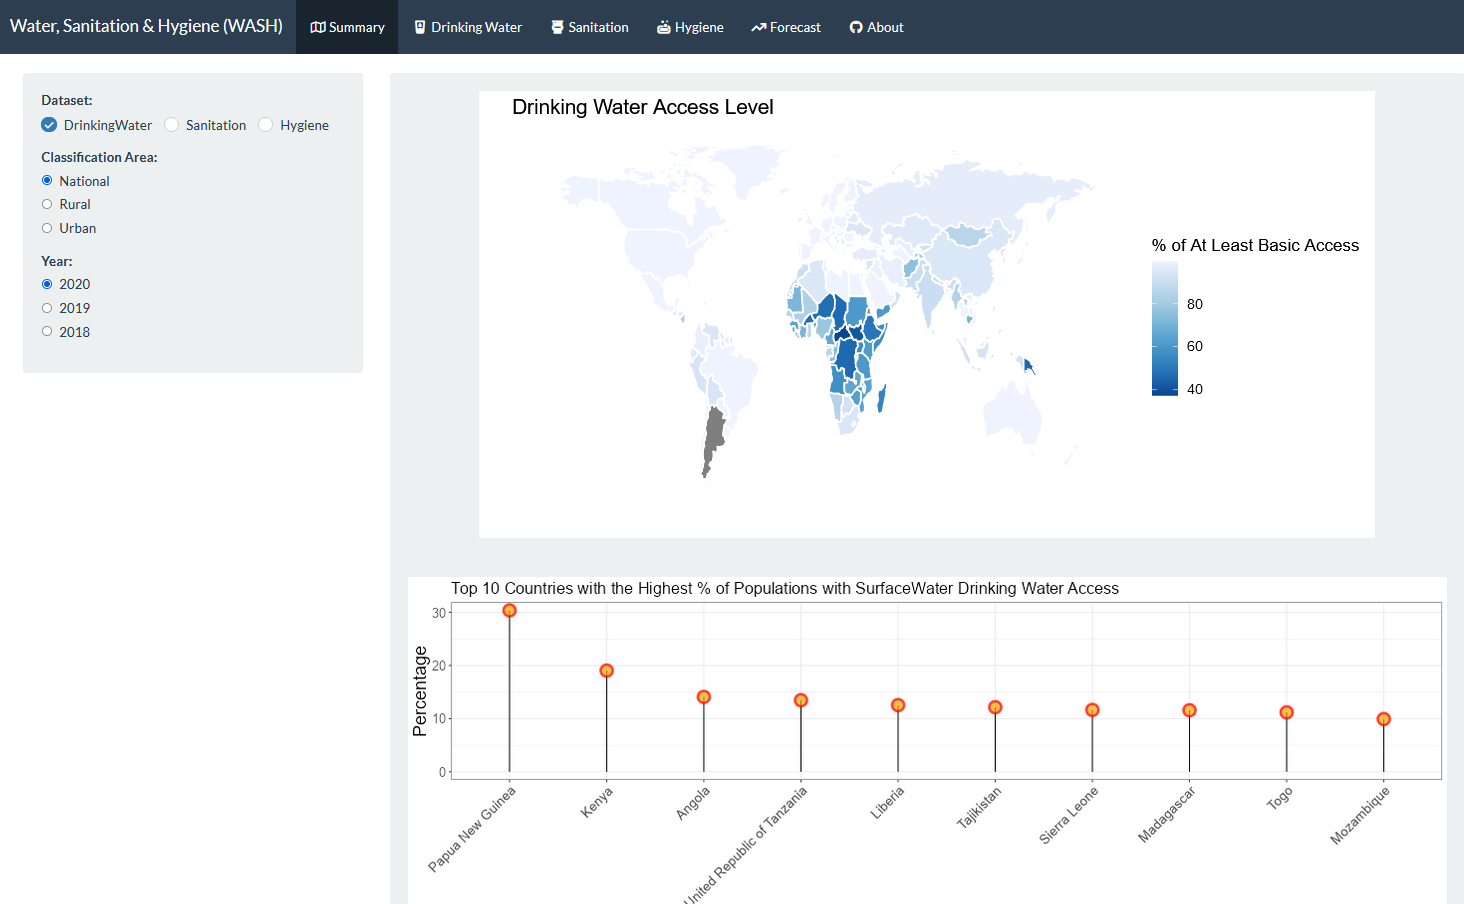 Water, Sanitation & Hygiene (WASH) Summary Drinking Water Sanitation Hygiene Forecast About
Dataset:
DrinkingWater Sanitation Hygiene
Classification Area:
National
Rural
Urban
Year:
2020
2019
2018
Drinking Water Access Level
% of At Least Basic Access
80
60
40
Top 10 Countries with the Highest % of Populations with SurfaceWater Drinking Water Access
Percentage
30
20
10
0
Papua New Guinea
Kenya
Angola
United Republic of Tanzania
Liberia
Tajikistan
Sierra Leone
Madagascar
Togo
Mozambique